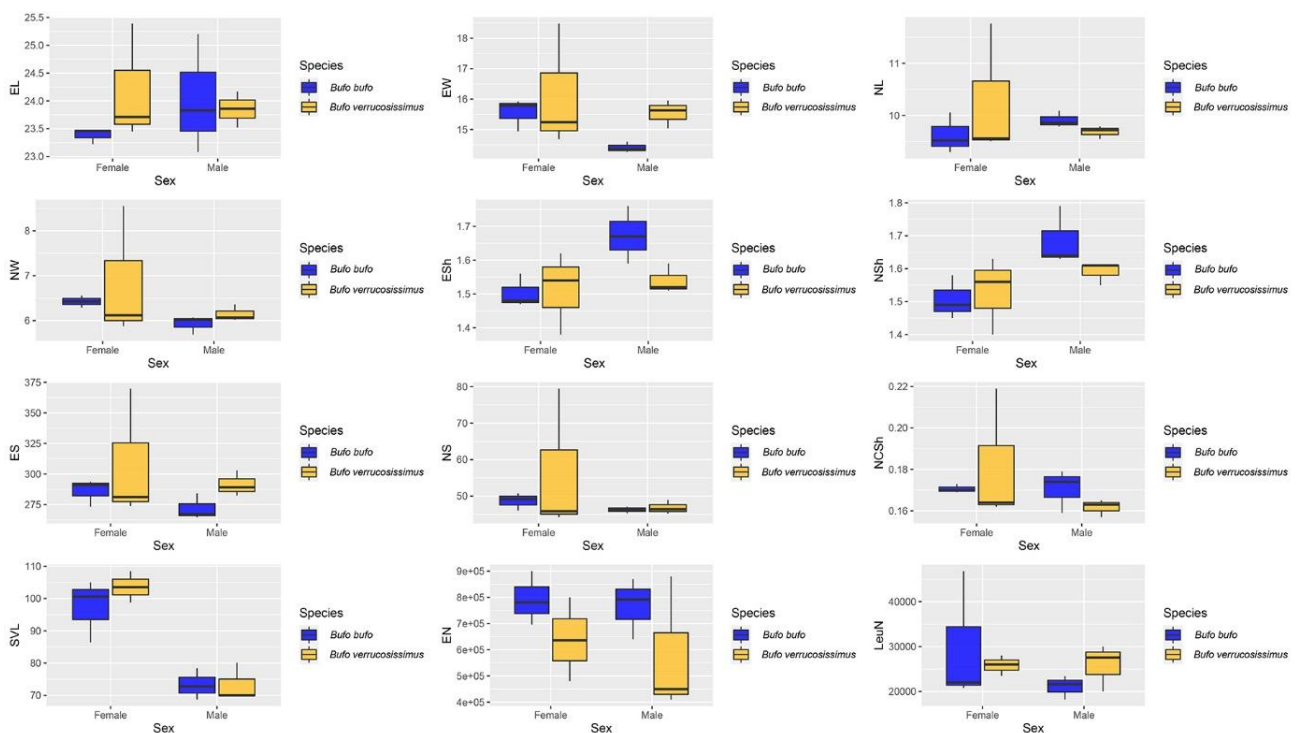 EL
25.5
25.0
24.5
24.0
23.5
23.0
Female
Male
Sex
Species
Bufo bufo
Bufo verrucosissimus
EW
18
17
16
15
Female
Male
Sex
Species
Bufo bufo
Bufo verrucosissimus
NL
11
10
Female
Male
Sex
Species
Bufo bufo
Bufo verrucosissimus
NW
8
7
6
Female
Male
Sex
Species
Bufo bufo
Bufo verrucosissimus
ESh
1.7
1.6
1.5
1.4
Female
Male
Sex
Species
Bufo bufo
Bufo verrucosissimus
NSh
1.8
1.7
1.6
1.5
1.4
Female
Male
Sex
Species
Bufo bufo
Bufo verrucosissimus
ES
375
350
325
300
275
Female
Male
Sex
Species
Bufo bufo
Bufo verrucosissimus
NS
80
70
60
50
Female
Male
Sex
Species
Bufo bufo
Bufo verrucosissimus
NCSh
0.22
0.20
0.18
0.16
Female
Male
Sex
Species
Bufo bufo
Bufo verrucosissimus
SVL
110
100
90
80
70
Female
Male
Sex
Species
Bufo bufo
Bufo verrucosissimus
EN
9e+05
8e+05
7e+05
6e+05
5e+05
4e+05
Female
Male
Sex
Species
Bufo bufo
Bufo verrucosissimus
LeuN
40000
30000
20000
Female
Male
Sex
Species
Bufo bufo
Bufo verrucosissimus